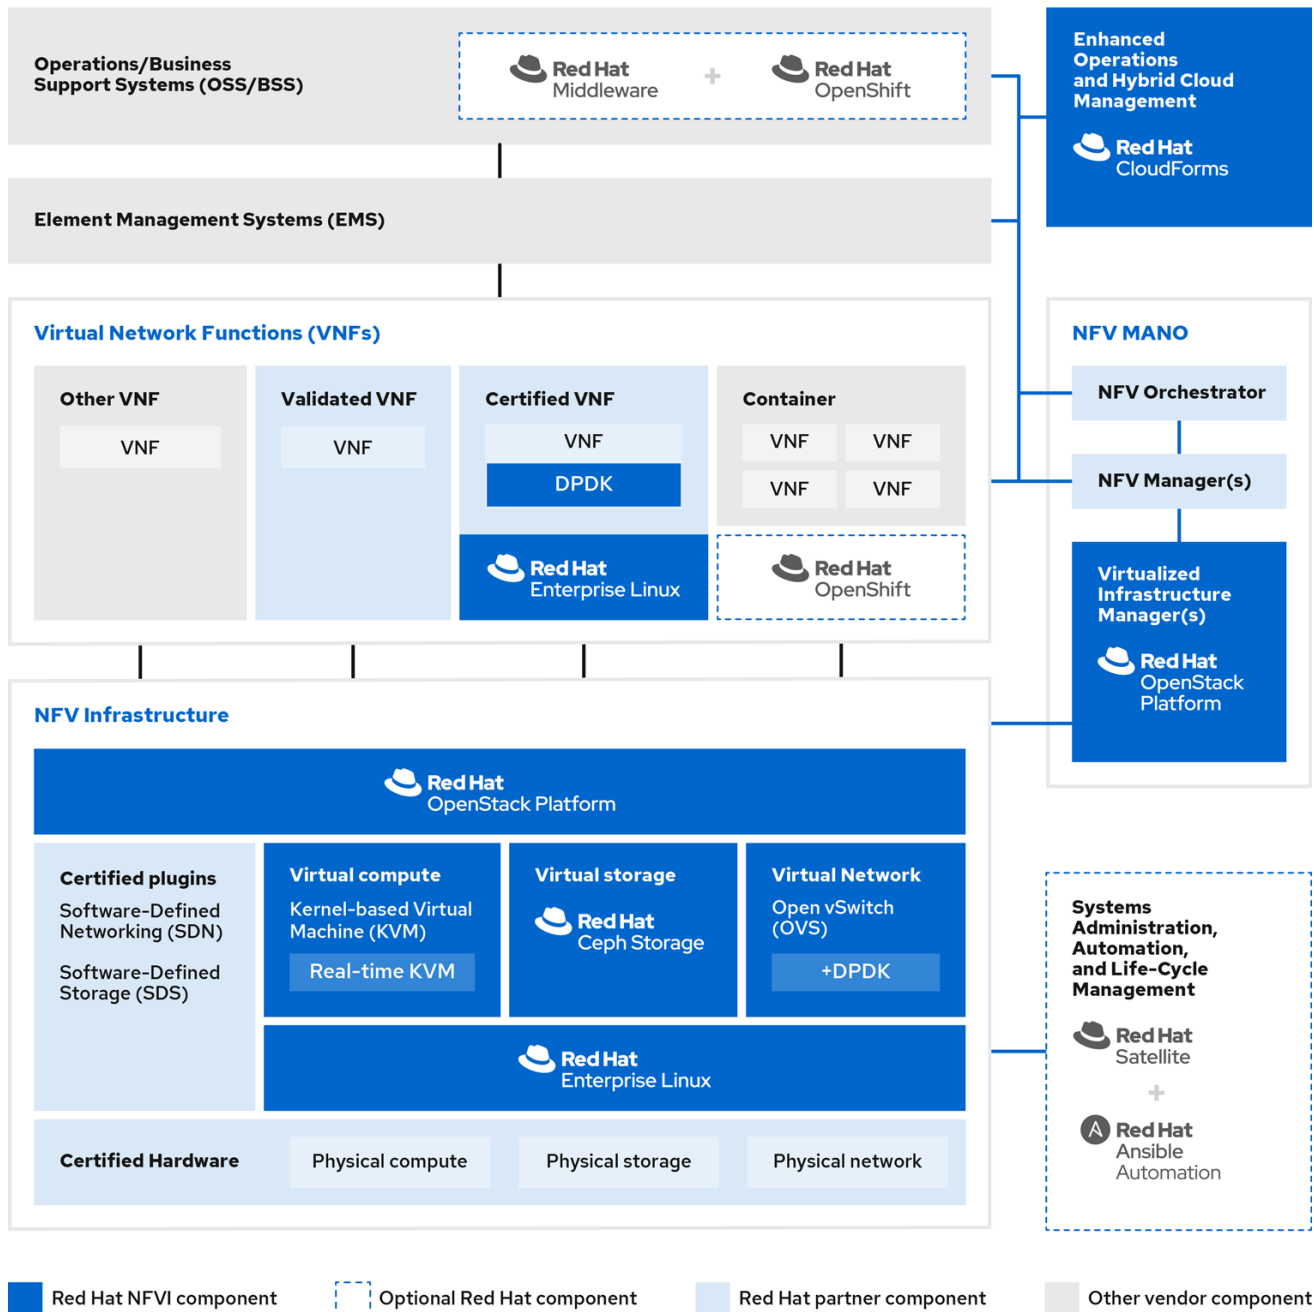 Operations/Business
Support Systems (OSS/BSS)
Red Hat
Middleware
+
Red Hat
OpenShift
Enhanced
Operations
and Hybrid Cloud
Management
Red Hat
CloudForms
Element Management Systems (EMS)
Virtual Network Functions (VNFs)
Other VNF
VNF
Validated VNF
VNF
Certified VNF
VNF
DPDK
Red Hat
Enterprise Linux
Container
VNF
VNF
VNF
VNF
Red Hat
OpenShift
NFV MANO
NFV Orchestrator
NFV Manager(s)
Virtualized
Infrastructure
Manager(s)
Red Hat
OpenStack
Platform
NFV Infrastructure
Red Hat
OpenStack Platform
Certified plugins
Software-Defined
Networking (SDN)
Software-Defined
Storage (SDS)
Virtual compute
Kernel-based Virtual
Machine (KVM)
Real-time KVM
Virtual storage
Red Hat
Ceph Storage
Virtual Network
Open vSwitch
(OVS)
+DPDK
Red Hat
Enterprise Linux
Certified Hardware
Physical compute
Physical storage
Physical network
Systems
Administration,
Automation,
and Life-Cycle
Management
Red Hat
Satellite
+
Red Hat
Ansible
Automation
Red Hat NFVI component
Optional Red Hat component
Red Hat partner component
Other vendor component